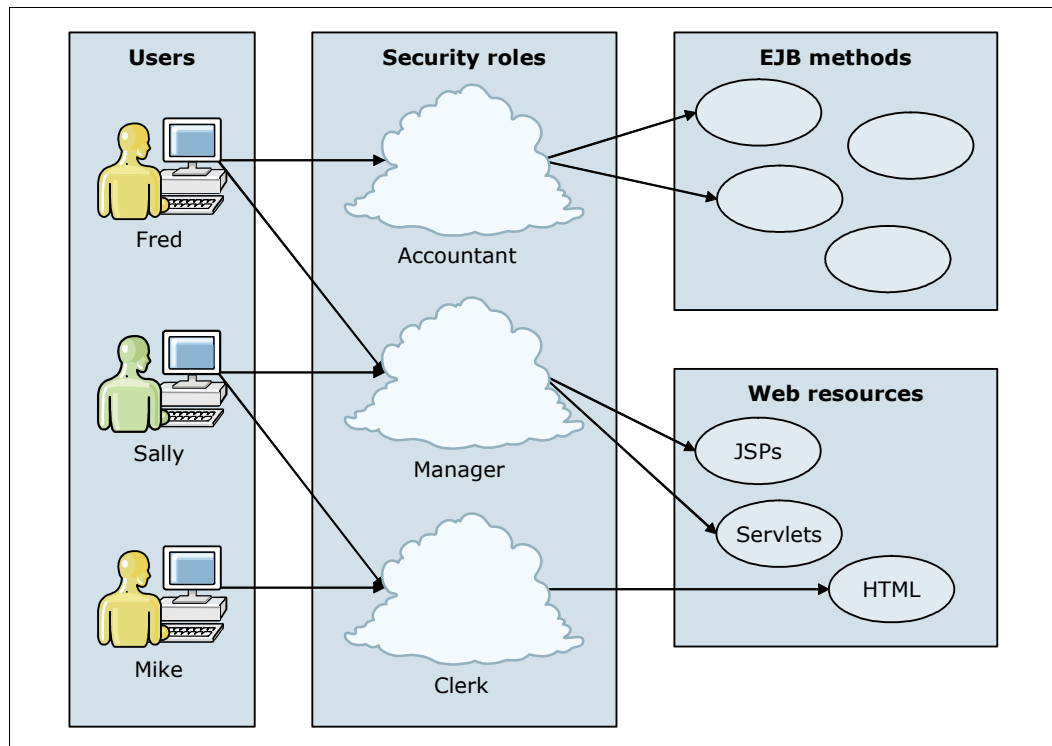 Users
Security roles
EJB methods
Fred
Accountant
Sally
Manager
Web resources
JSPs
Servlets
HTML
Mike
Clerk